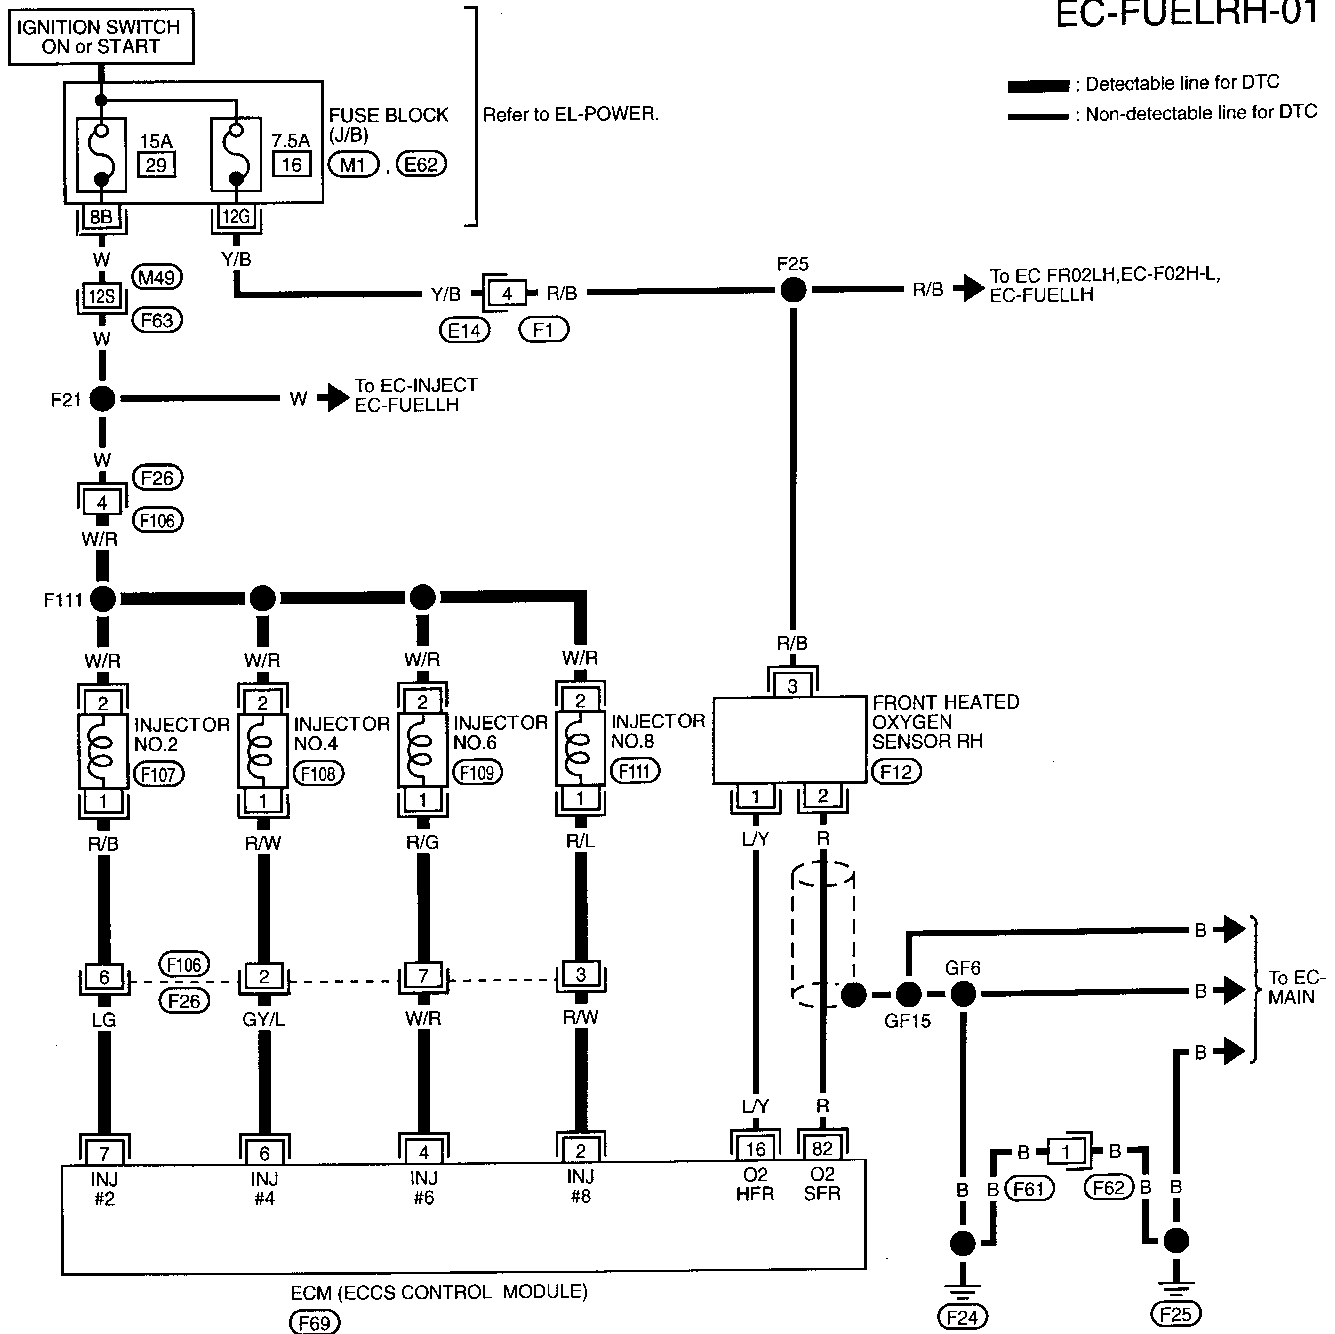 EC-FUELRH-01
IGNITION SWITCH
ON or START
: Detectable line for DTC
: Non-detectable line for DTC
FUSE BLOCK
(J/B)
Refer to EL-POWER.
15A
29
7.5A
16
M1 , E62
8B
12G
W
Y/B
M49
12S
F63
W
Y/B
4
R/B
E14
F1
F25
R/B
To EC FR02LH,EC-F02H-L,
EC-FUELLH
F21
W
To EC-INJECT
EC-FUELLH
W
F26
4
F106
W/R
F111
W/R
W/R
W/R
W/R
R/B
2
2
2
2
3
INJECTOR
NO.2
F107
INJECTOR
NO.4
F108
INJECTOR
NO.6
F109
INJECTOR
NO.8
F111
FRONT HEATED
OXYGEN
SENSOR RH
F12
1
1
1
1
1
2
R/B
R/W
R/G
R/L
L/Y
R
B
F106
6
2
7
3
F26
GF6
B
To EC-
MAIN
LG
GY/L
W/R
R/W
GF15
B
L/Y
R
7
6
4
2
16
82
B
1
B
INJ
#2
INJ
#4
INJ
#6
INJ
#8
O2
HFR
O2
SFR
B
B
F61
F62
B
B
ECM (ECCS CONTROL MODULE)
F69
F24
F25